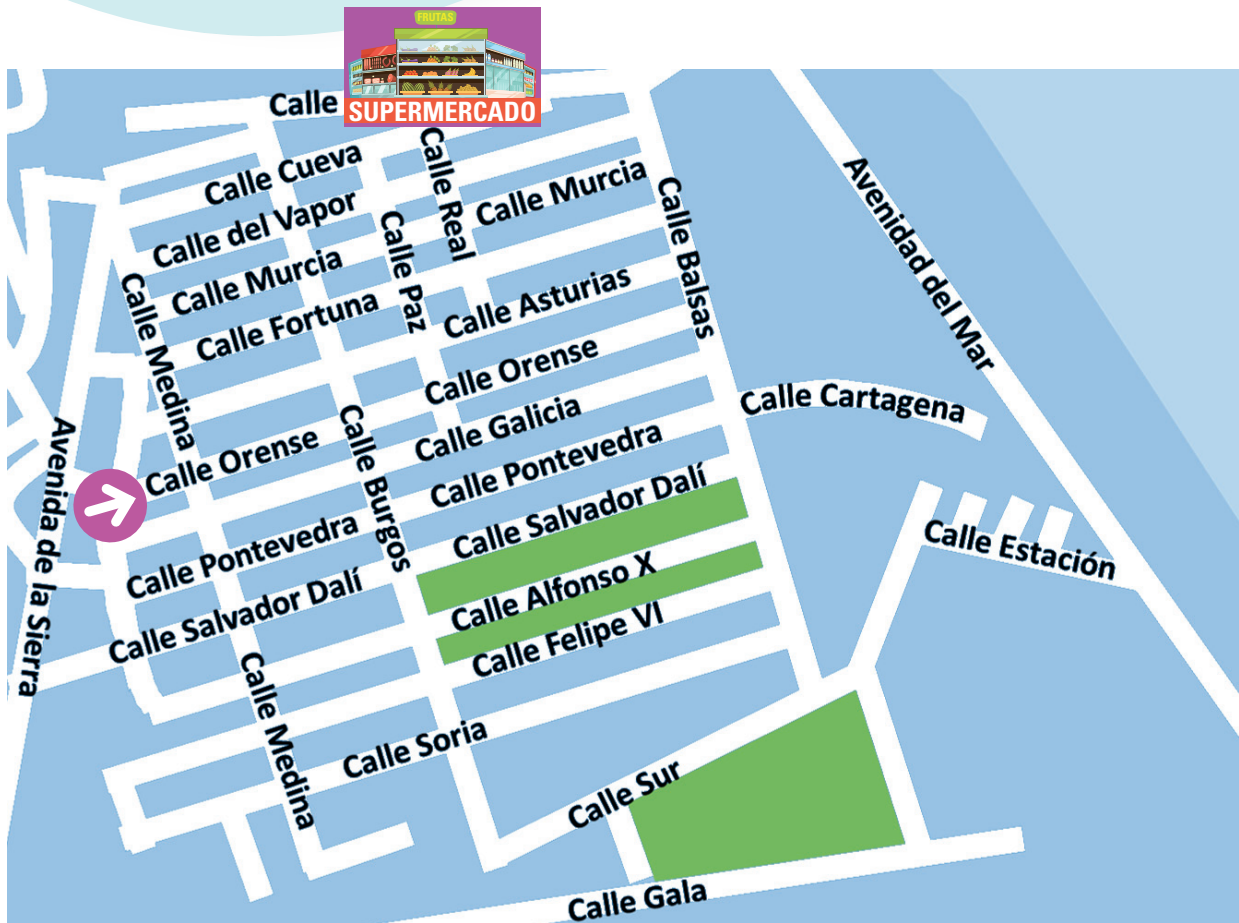 FRUTAS
SUPERMERCADO
Calle
Calle Cueva
Calle Real
Calle Murcia
Avenidad del Mar
Calle del Vapor
Calle Paz
Calle Balsas
Calle Murcia
Calle Medina
Calle Fortuna
Calle Asturias
Calle Orense
Calle Cartagena
Calle Orense
Calle Burgos
Calle Galicia
Avenida de la Sierra
Calle Pontevedra
Calle Pontevedra
Calle Salvador Dalí
Calle Estación
Calle Salvador Dalí
Calle Alfonso X
Calle Felipe VI
Calle Medina
Calle Soria
Calle Sur
Calle Gala